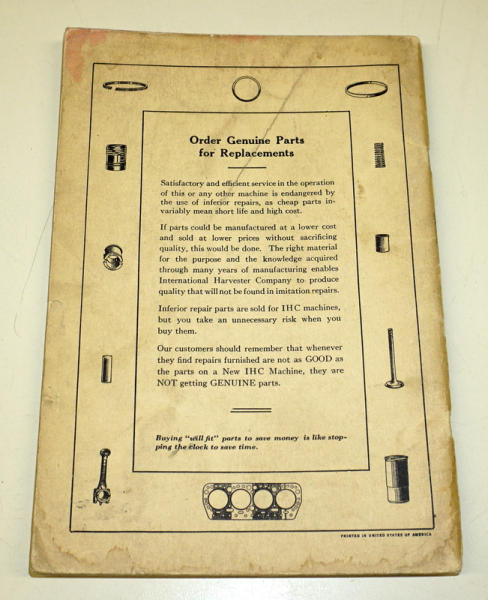 Order Genuine Parts
for Replacements
Satisfactory and efficient service in the operation
of this or any other machine is endangered by
the use of inferior repairs, as cheap parts in-
variably mean short life and high cost.
If parts could be manufactured at a lower cost
and sold at lower prices without sacrificing
quality, this would be done. The right material
for the purpose and the knowledge acquired
through many years of manufacturing enables
International Harvester Company to produce
quality that will not be found in imitation repairs.
Inferior repair parts are sold for IHC machines,
but you take an unnecessary risk when you
buy them.
Our customers should remember that whenever
they find repairs furnished are not as GOOD as
the parts on a New IHC Machine, they are
NOT getting GENUINE parts.
Buying "will fit" parts to save money is like stop-
ping the clock to save time.
PRINTED IN UNITED STATES OF AMERICA